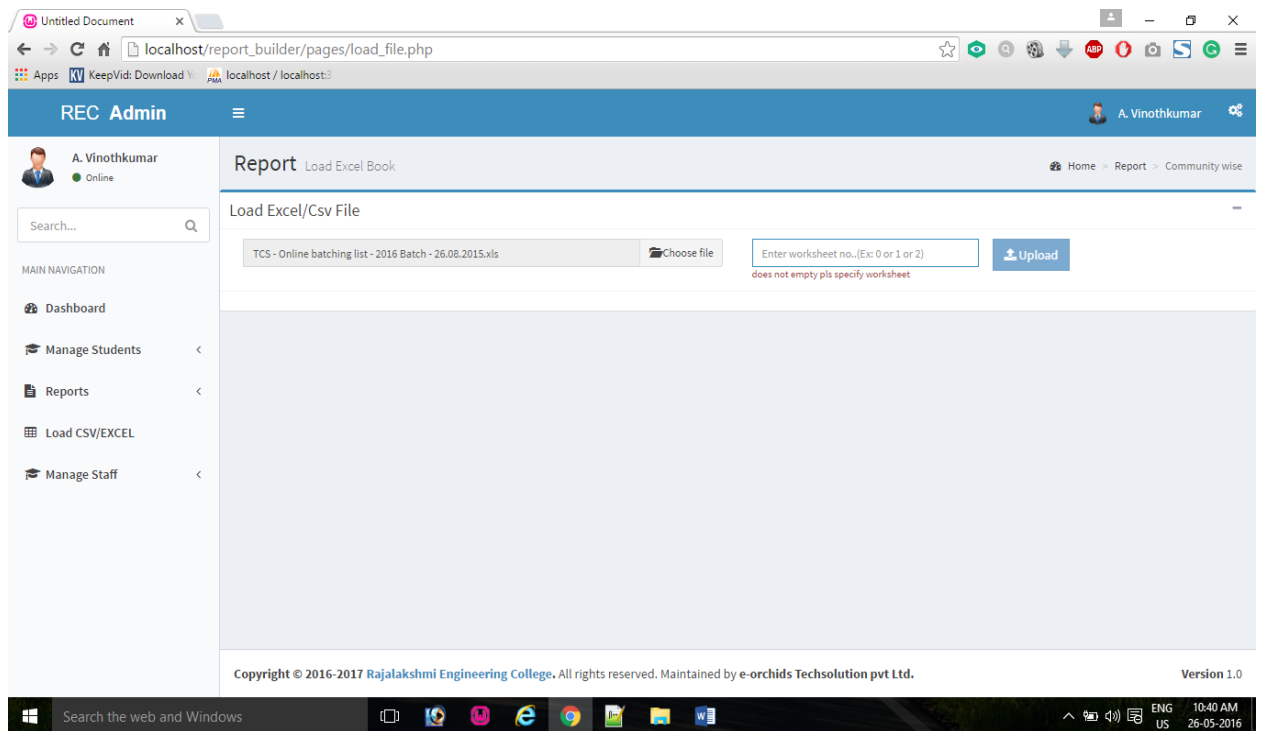 Untitled Document
localhost/report_builder/pages/load_file.php
ABP
Apps KV KeepVid: Download PMA localhost / localhost:3
REC Admin A. Vinothkumar
A. Vinothkumar
Online
Report Load Excel Book Home > Report > Community wise
Search...
Load Excel/Csv File
TCS - Online batching list - 2016 Batch - 26.08.2015.xls Choose file Enter worksheet no..(Ex: 0 or 1 or 2) Upload
does not empty pls specify worksheet
MAIN NAVIGATION
Dashboard
Manage Students
Reports
Load CSV/EXCEL
Manage Staff
Copyright © 2016-2017 Rajalakshmi Engineering College. All rights reserved. Maintained by e-orchids Techsolution pvt Ltd. Version 1.0
Search the web and Windows
ENG
US
10:40 AM
26-05-2016